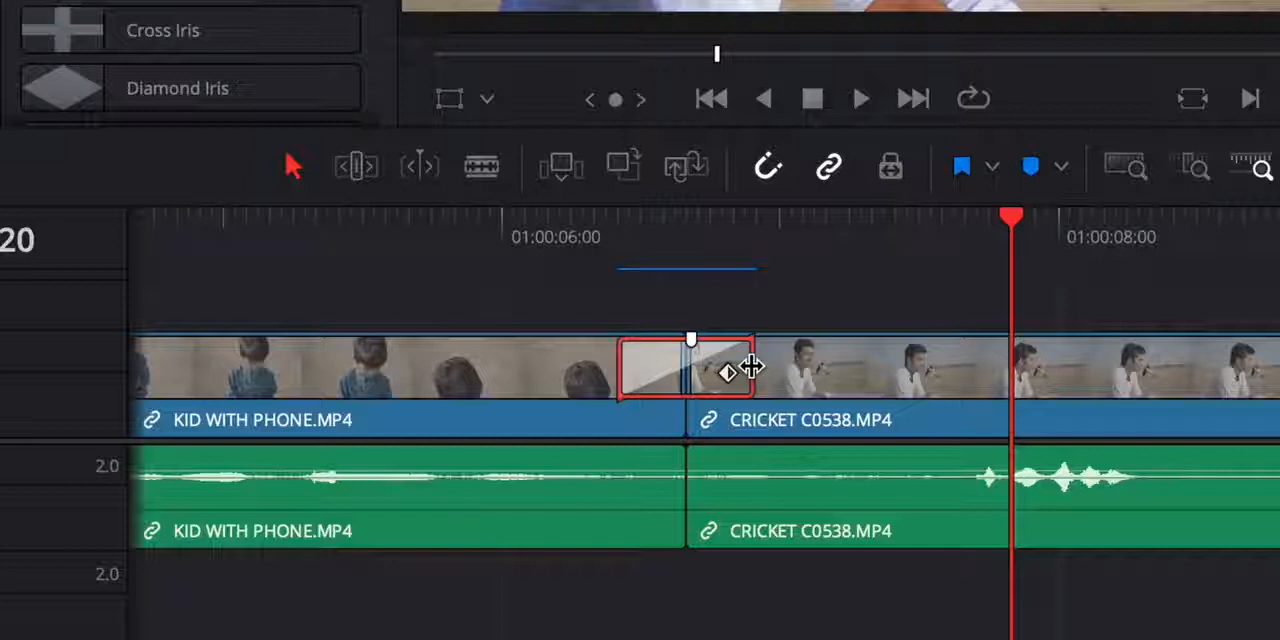 Cross Iris
Diamond Iris
20
01:00:06:00
01:00:08:00
KID WITH PHONE.MP4
CRICKET C0538.MP4
2.0
KID WITH PHONE.MP4
CRICKET C0538.MP4
2.0